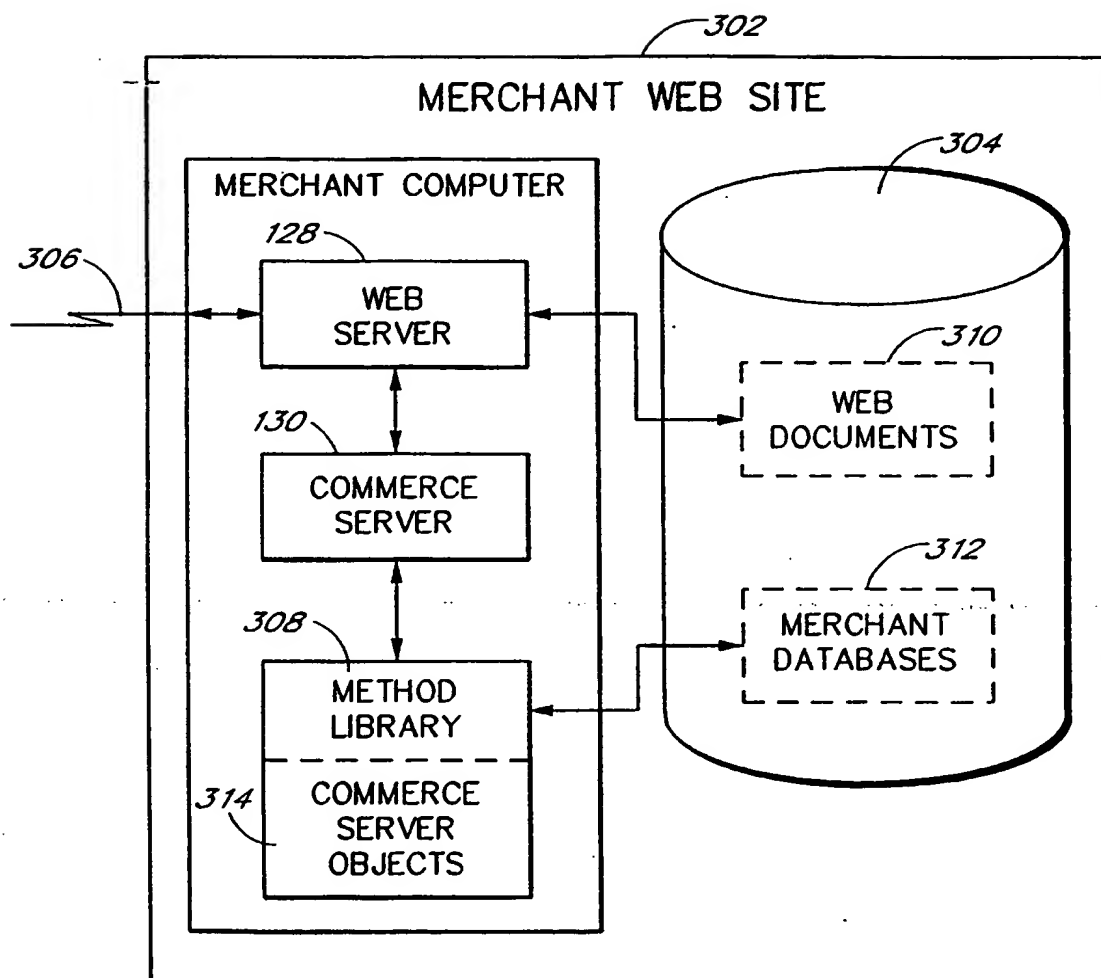 302
MERCHANT WEB SITE
304
MERCHANT COMPUTER
128
306
WEB
SERVER
310
WEB
DOCUMENTS
130
COMMERCE
SERVER
312
MERCHANT
DATABASES
308
METHOD
LIBRARY
314
COMMERCE
SERVER
OBJECTS